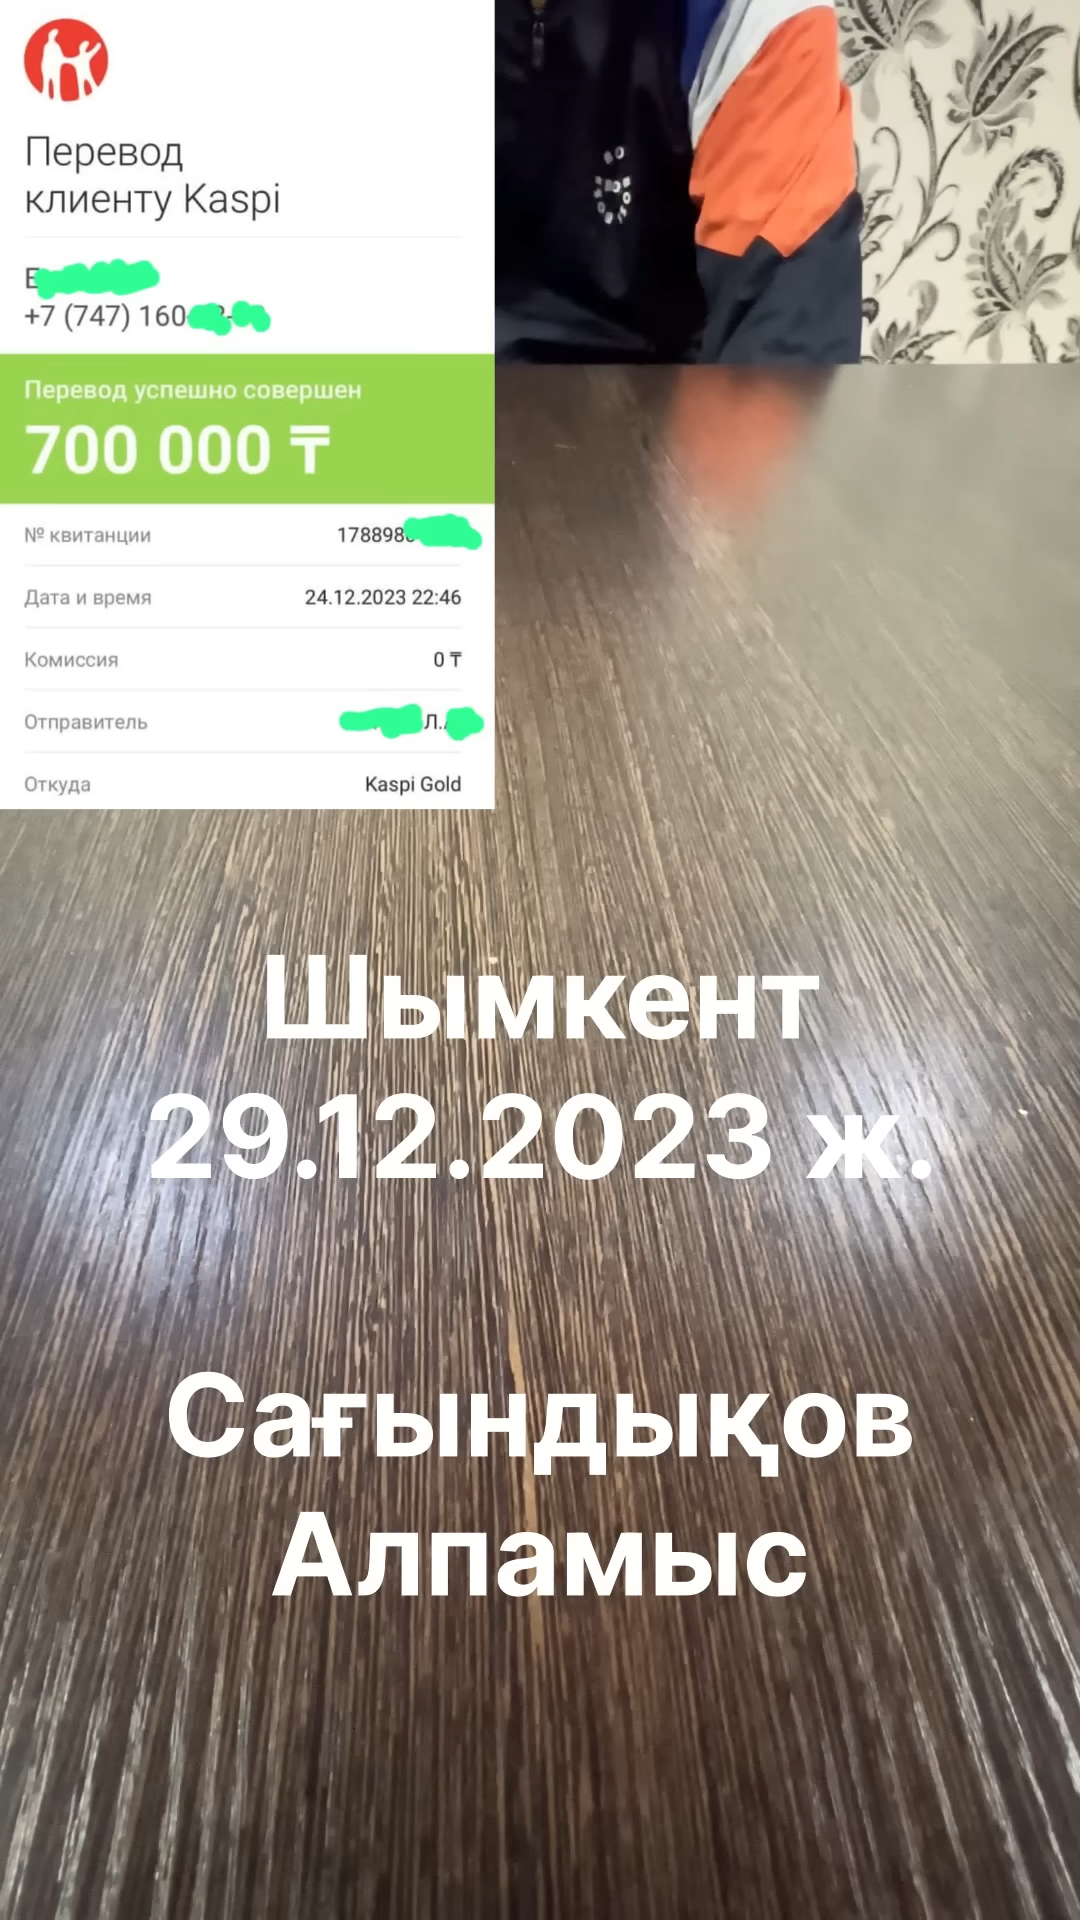 Перевод
клиенту Kaspi
+7 (747) 160
Перевод успешно совершен
700 000 ₸
№ квитанции 178898
Дата и время 24.12.2023 22:46
Комиссия 0 ₸
Отправитель Л.
Откуда Kaspi Gold
Шымкент
29.12.2023 ж.
Сағындықов
Алпамыс